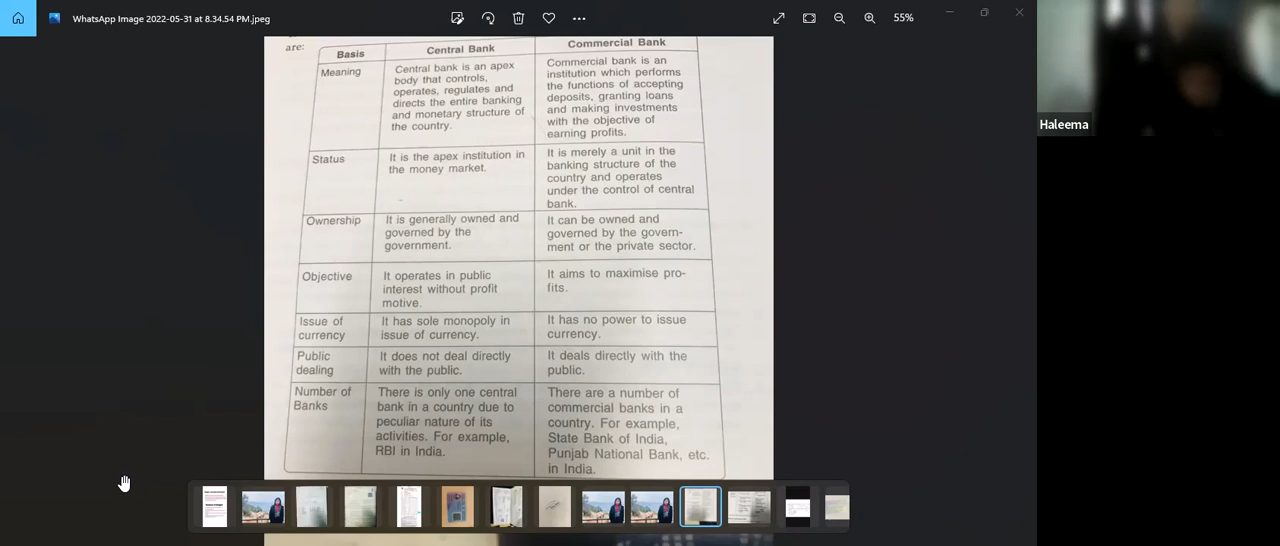 WhatsApp Image 2022-05-31 at 8.34.54 PM.jpeg
55%
Haleema
are:
Basis
Central Bank
Commercial Bank
Meaning
Central bank is an apex
body that controls,
operates, regulates and
directs the entire banking
and monetary structure of
the country.
Commercial bank is an
institution which performs
the functions of accepting
deposits, granting loans
and making investments
with the objective of
earning profits.
Status
It is the apex institution in
the money market.
It is merely a unit in the
banking structure of the
country and operates
under the control of central
bank.
Ownership
It is generally owned and
governed by the
government.
It can be owned and
governed by the govern-
ment or the private sector.
Objective
It operates in public
interest without profit
motive.
It aims to maximise pro-
fits.
Issue of
currency
It has sole monopoly in
issue of currency.
It has no power to issue
currency.
Public
dealing
It does not deal directly
with the public.
It deals directly with the
public.
Number of
Banks
There is only one central
bank in a country due to
peculiar nature of its
activities. For example,
RBI in India.
There are a number of
commercial banks in a
country. For example,
State Bank of India,
Punjab National Bank, etc.
in India.